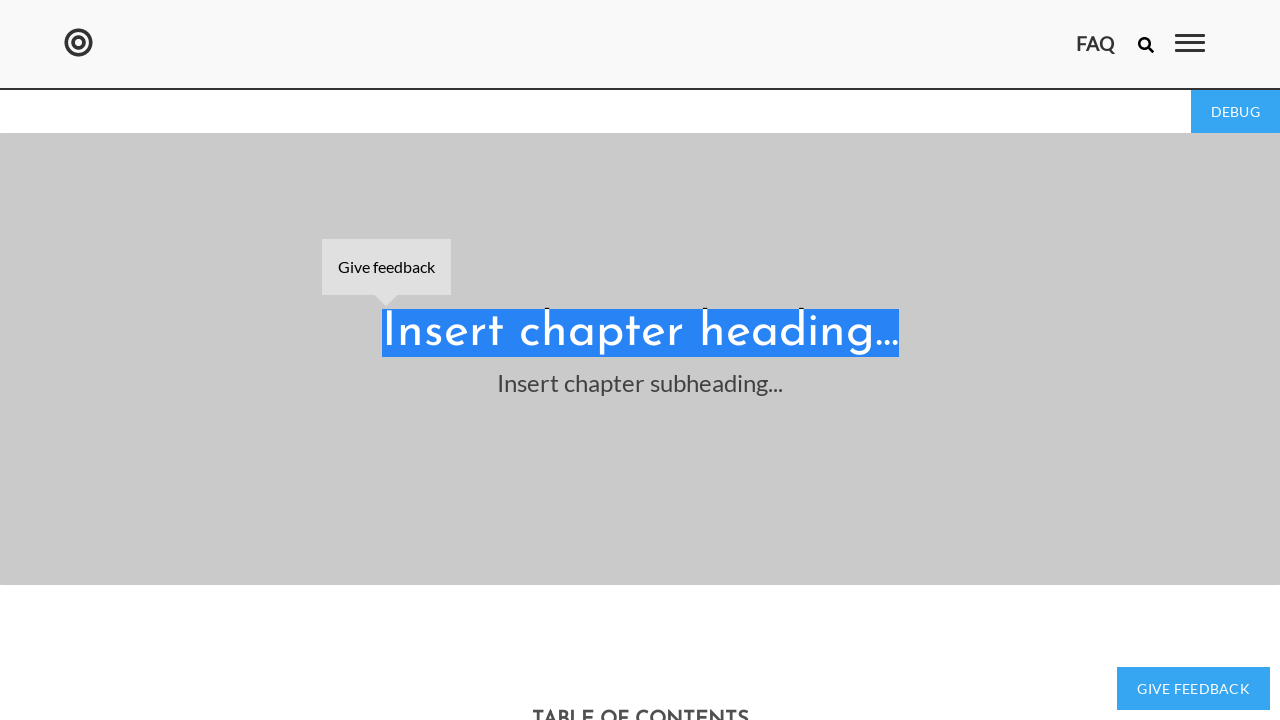 FAQ
DEBUG
Give feedback
Insert chapter heading...
Insert chapter subheading...
GIVE FEEDBACK
TABLE OF CONTENTS